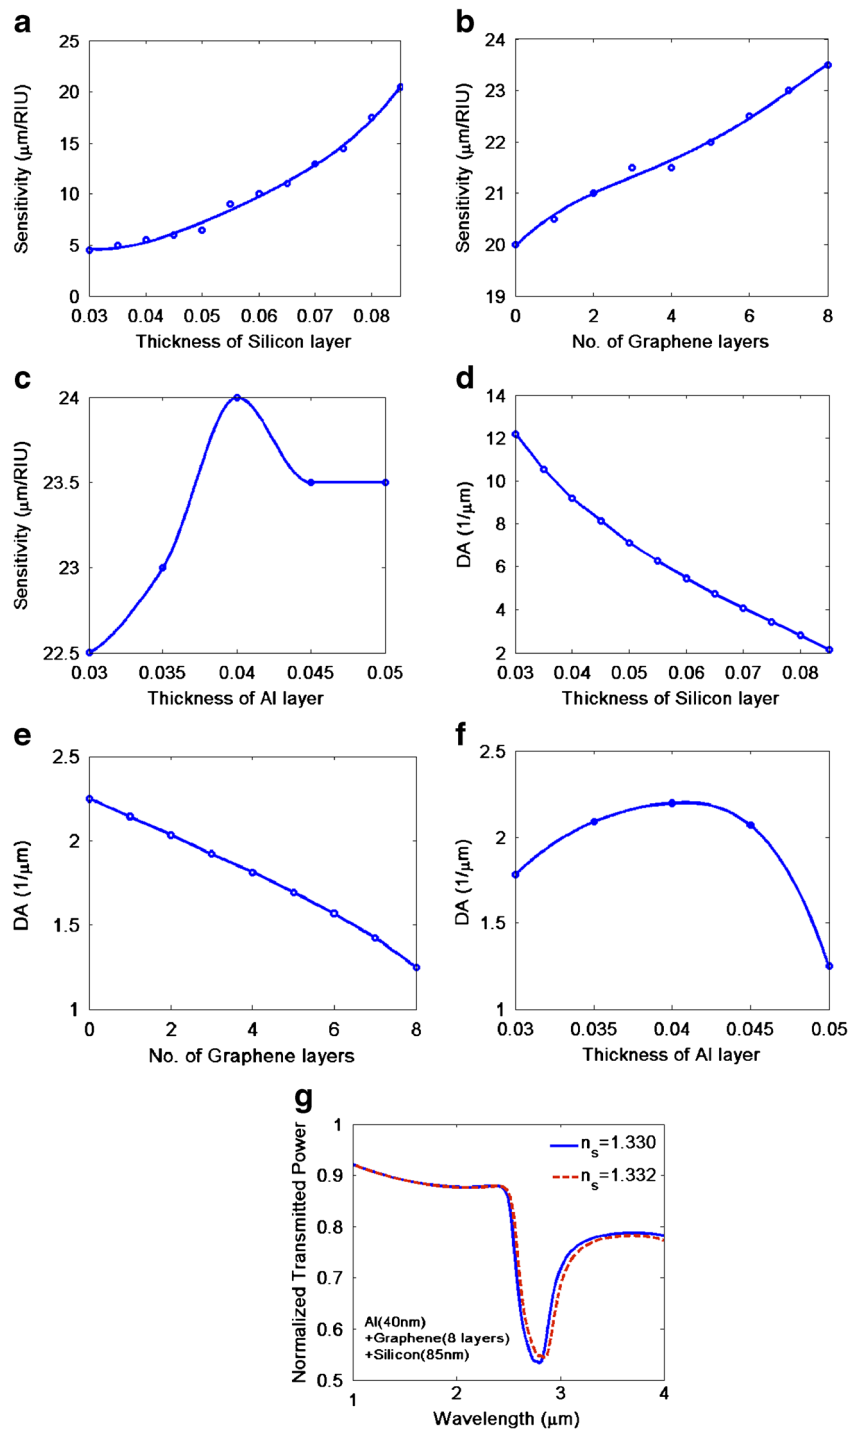 a
25
20
15
10
5
0
0.03 0.04 0.05 0.06 0.07 0.08
Sensitivity (μm/RIU)
Thickness of Silicon layer
b
24
23
22
21
20
19
0 2 4 6 8
Sensitivity (μm/RIU)
No. of Graphene layers
c
24
23.5
23
22.5
0.03 0.035 0.04 0.045 0.05
Sensitivity (μm/RIU)
Thickness of Al layer
d
14
12
10
8
6
4
2
0.03 0.04 0.05 0.06 0.07 0.08
DA (1/μm)
Thickness of Silicon layer
e
2.5
2
1.5
1
0 2 4 6 8
DA (1/μm)
No. of Graphene layers
f
2.5
2
1.5
1
0.03 0.035 0.04 0.045 0.05
DA (1/μm)
Thickness of Al layer
g
1
0.9
0.8
0.7
0.6
0.5
1 2 3 4
Normalized Transmitted Power
Wavelength (μm)
n_s=1.330
n_s=1.332
Al(40nm)
+Graphene(8 layers)
+Silicon(85nm)